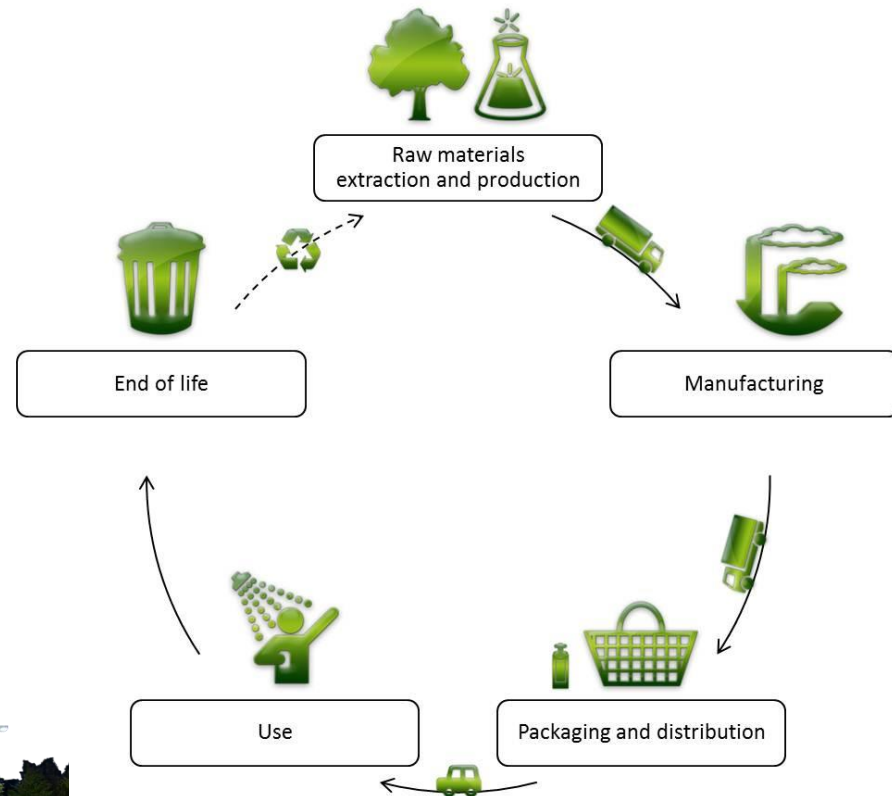 Raw materials
extraction and production
Manufacturing
Packaging and distribution
Use
End of life